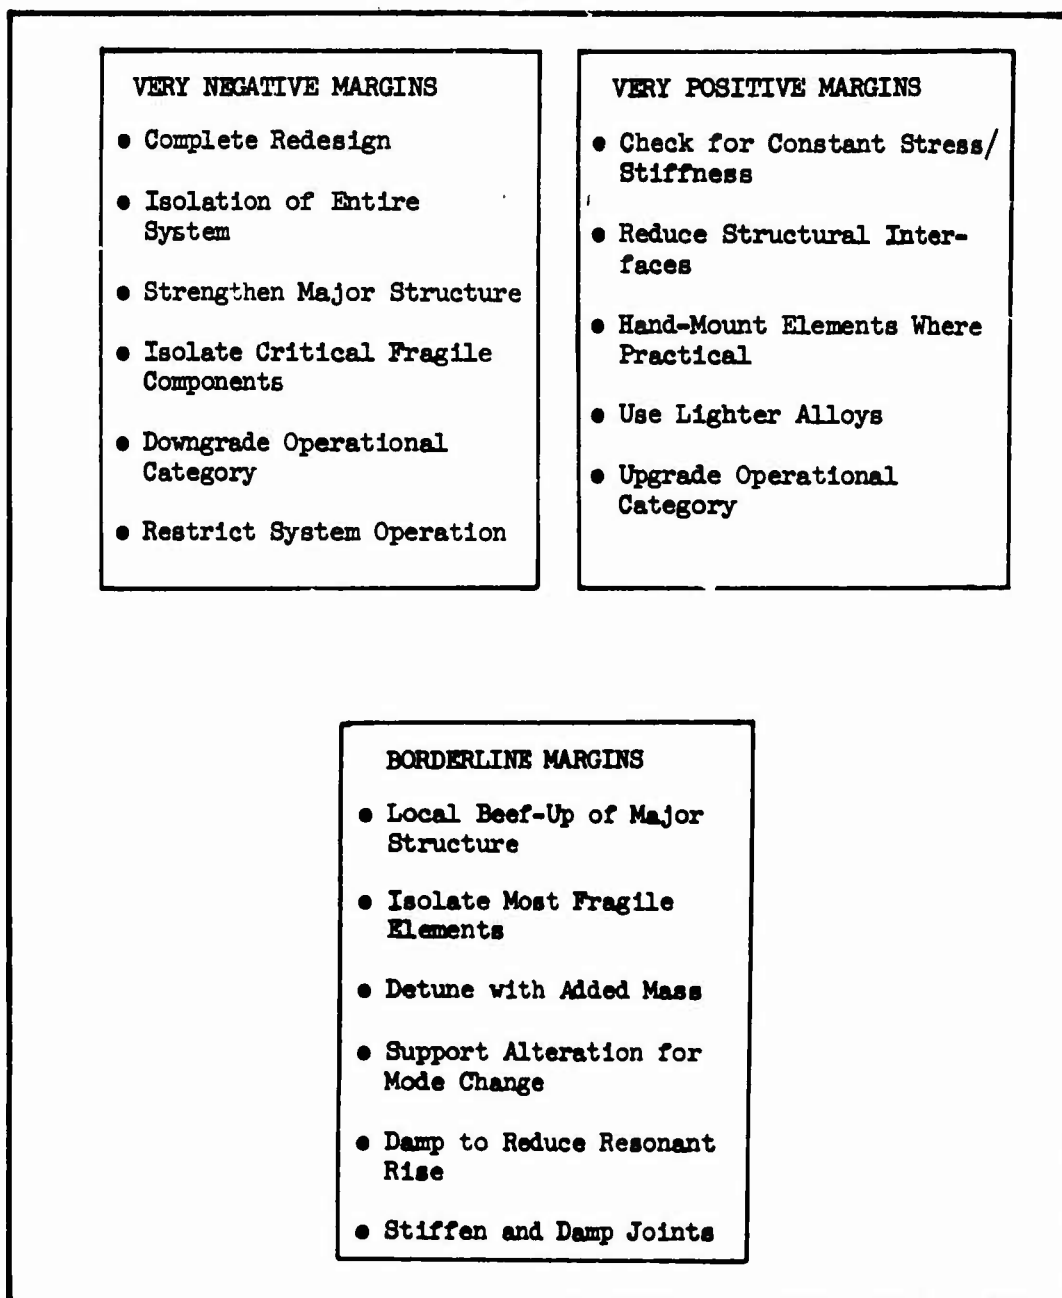 VERY NEGATIVE MARGINS
● Complete Redesign
● Isolation of Entire
System
● Strengthen Major Structure
● Isolate Critical Fragile
Components
● Downgrade Operational
Category
● Restrict System Operation
VERY POSITIVE MARGINS
● Check for Constant Stress/
Stiffness
● Reduce Structural Inter-
faces
● Hand-Mount Elements Where
Practical
● Use Lighter Alloys
● Upgrade Operational
Category
BORDERLINE MARGINS
● Local Beef-Up of Major
Structure
● Isolate Most Fragile
Elements
● Detune with Added Mass
● Support Alteration for
Mode Change
● Damp to Reduce Resonant
Rise
● Stiffen and Damp Joints